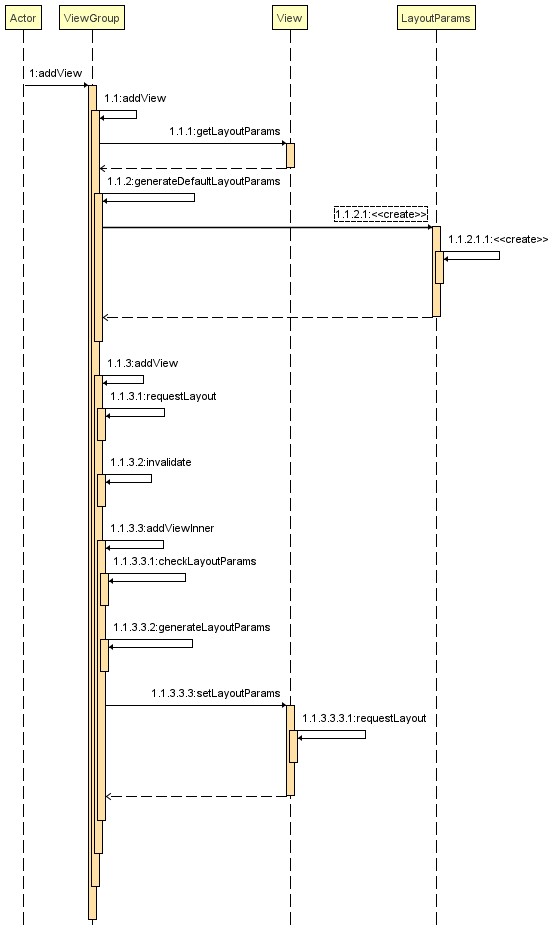 Actor
ViewGroup
View
LayoutParams
1:addView
1.1:addView
1.1.1:getLayoutParams
1.1.2:generateDefaultLayoutParams
1.1.2.1:<<create>>
1.1.2.1.1:<<create>>
1.1.3:addView
1.1.3.1:requestLayout
1.1.3.2:invalidate
1.1.3.3:addViewInner
1.1.3.3.1:checkLayoutParams
1.1.3.3.2:generateLayoutParams
1.1.3.3.3:setLayoutParams
1.1.3.3.3.1:requestLayout